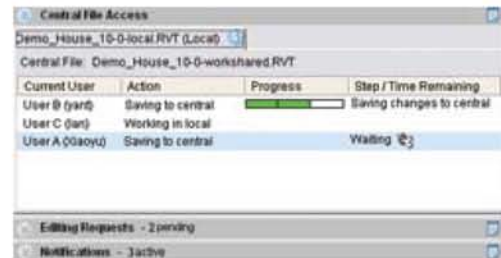 Central File Access
Demo_House_10-0-local.RVT (Local)
Central File: Demo_House_10-0-workshared.RVT
Current User Action Progress Step / Time Remaining
User B (yard) Saving to central Saving changes to central
User C (Ian) Working in local
User A (Xiaoyu) Saving to central Waiting
Editing Requests - 2 pending
Notifications - 3 active